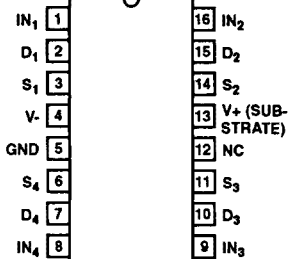 IN₁ 1
D₁ 2
S₁ 3
V- 4
GND 5
S₄ 6
D₄ 7
IN₄ 8
16 IN₂
15 D₂
14 S₂
13 V+ (SUB-
STRATE)
12 NC
11 S₃
10 D₃
9 IN₃